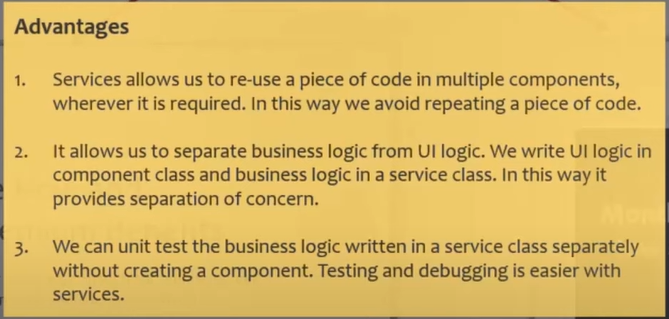 Advantages
1. Services allows us to re-use a piece of code in multiple components,
wherever it is required. In this way we avoid repeating a piece of code.
2. It allows us to separate business logic from UI logic. We write UI logic in
component class and business logic in a service class. In this way it
provides separation of concern.
3. We can unit test the business logic written in a service class separately
without creating a component. Testing and debugging is easier with
services.